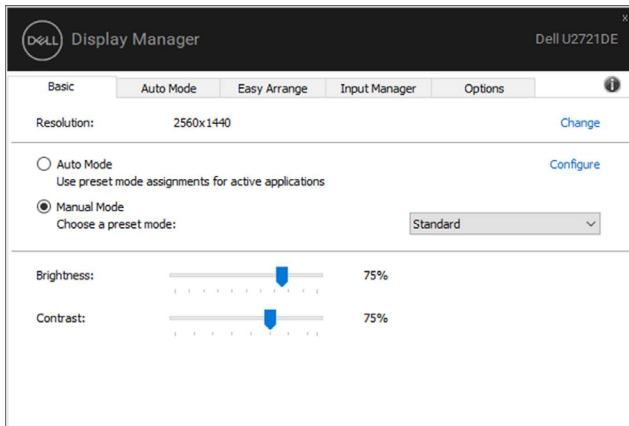 DELL Display Manager
x
Dell U2721DE
Basic Auto Mode Easy Arrange Input Manager Options i
Resolution: 2560x1440 Change
Auto Mode Configure
Use preset mode assignments for active applications
Manual Mode
Choose a preset mode: Standard
Brightness: 75%
Contrast: 75%